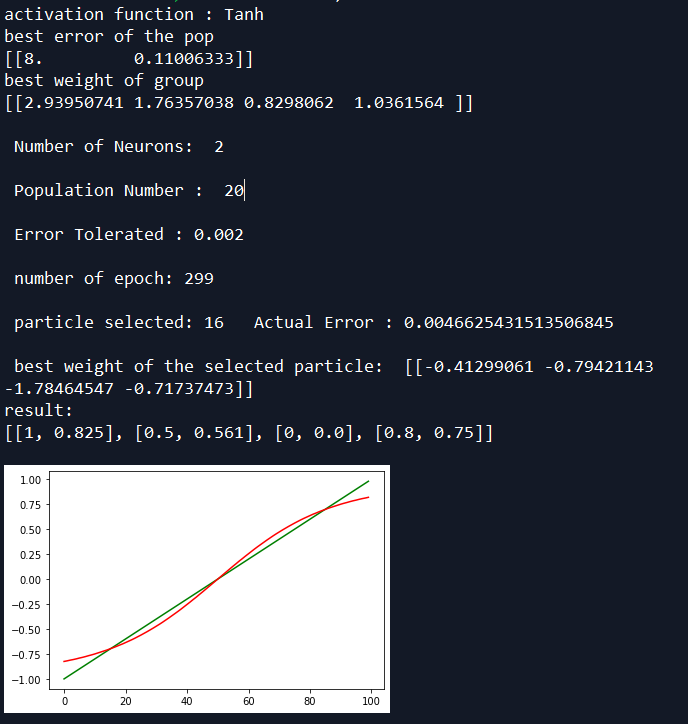 activation function : Tanh
best error of the pop
[[8.         0.11006333]]
best weight of group
[[2.93950741 1.76357038 0.8298062  1.0361564 ]]
Number of Neurons:  2
Population Number :  20
Error Tolerated : 0.002
number of epoch: 299
particle selected: 16   Actual Error : 0.0046625431513506845
best weight of the selected particle:  [[-0.41299061 -0.79421143
-1.78464547 -0.71737473]]
result:
[[1, 0.825], [0.5, 0.561], [0, 0.0], [0.8, 0.75]]
1.00
0.75
0.50
0.25
0.00
−0.25
−0.50
−0.75
−1.00
0 20 40 60 80 100